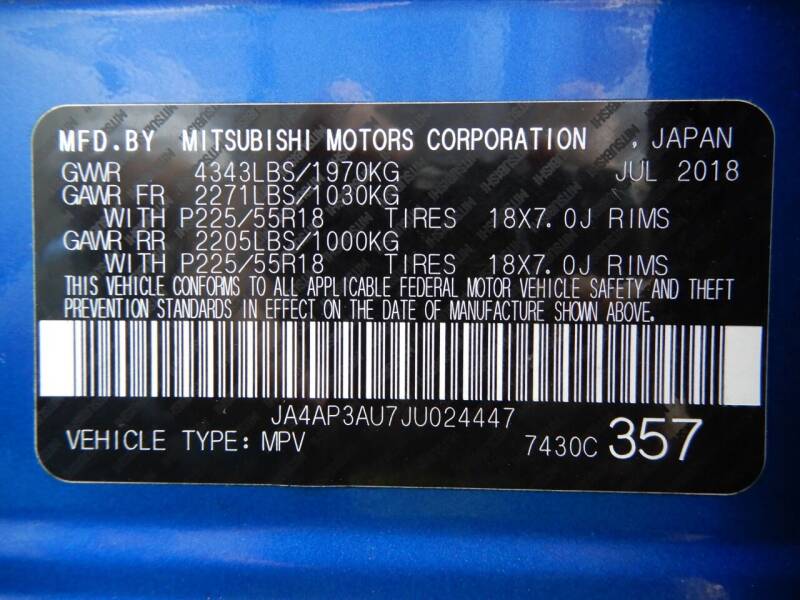 MFD.BY MITSUBISHI MOTORS CORPORATION , JAPAN
GVWR 4343LBS/1970KG JUL 2018
GAWR FR 2271LBS/1030KG
WITH P225/55R18 TIRES 18X7.0J RIMS
GAWR RR 2205LBS/1000KG
WITH P225/55R18 TIRES 18X7.0J RIMS
THIS VEHICLE CONFORMS TO ALL APPLICABLE FEDERAL MOTOR VEHICLE SAFETY AND THEFT
PREVENTION STANDARDS IN EFFECT ON THE DATE OF MANUFACTURE SHOWN ABOVE.
JA4AP3AU7JU024447
VEHICLE TYPE: MPV 7430C 357